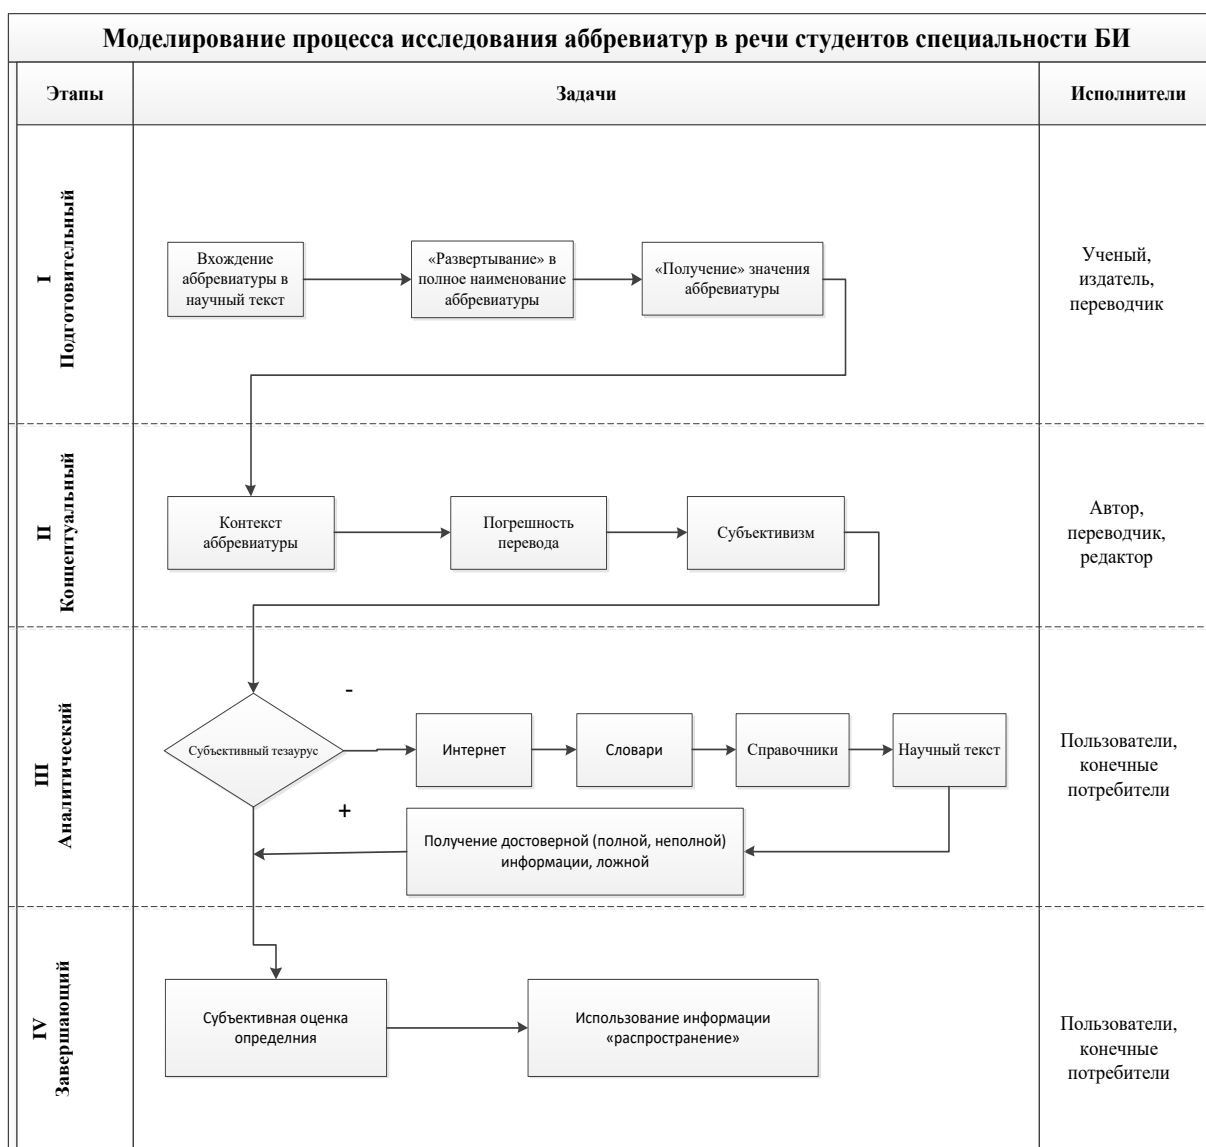 Моделирование процесса исследования аббревиатур в речи студентов специальности БИ
Этапы
Задачи
Исполнители
I
Подготовительный
Вхождение
аббревиатуры в
научный текст
«Развертывание» в
полное наименование
аббревиатуры
«Получение» значения
аббревиатуры
Ученый,
издатель,
переводчик
II
Концептуальный
Контекст
аббревиатуры
Погрешность
перевода
Субъективизм
Автор,
переводчик,
редактор
III
Аналитический
Субъективный тезаурус
-
+
Интернет
Словари
Справочники
Научный текст
Получение достоверной (полной, неполной)
информации, ложной
Пользователи,
конечные
потребители
IV
Завершающий
Субъективная оценка
определния
Использование информации
«распространение»
Пользователи,
конечные
потребители